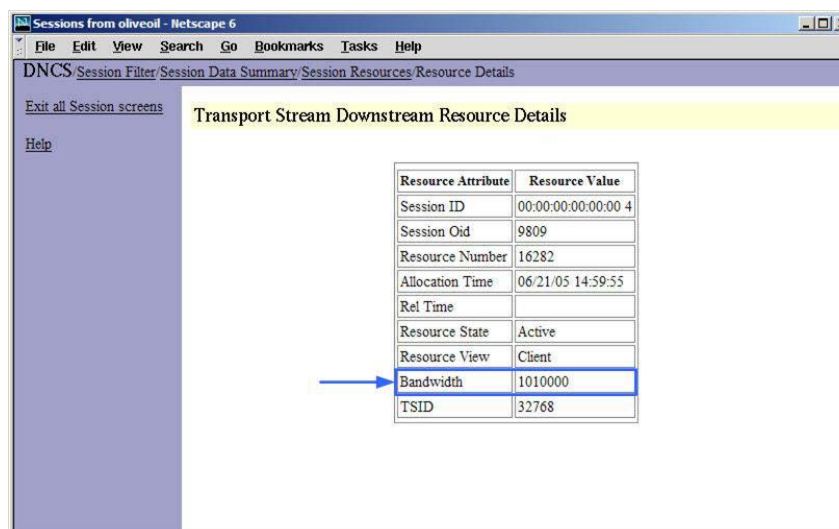 Sessions from oliveoil - Netscape 6
File Edit View Search Go Bookmarks Tasks Help
DNCS/Session Filter/Session Data Summary/Session Resources/Resource Details
Exit all Session screens
Help
Transport Stream Downstream Resource Details
Resource Attribute Resource Value
Session ID 00:00:00:00:00:00 4
Session Oid 9809
Resource Number 16282
Allocation Time 06/21/05 14:59:55
Rel Time
Resource State Active
Resource View Client
Bandwidth 1010000
TSID 32768